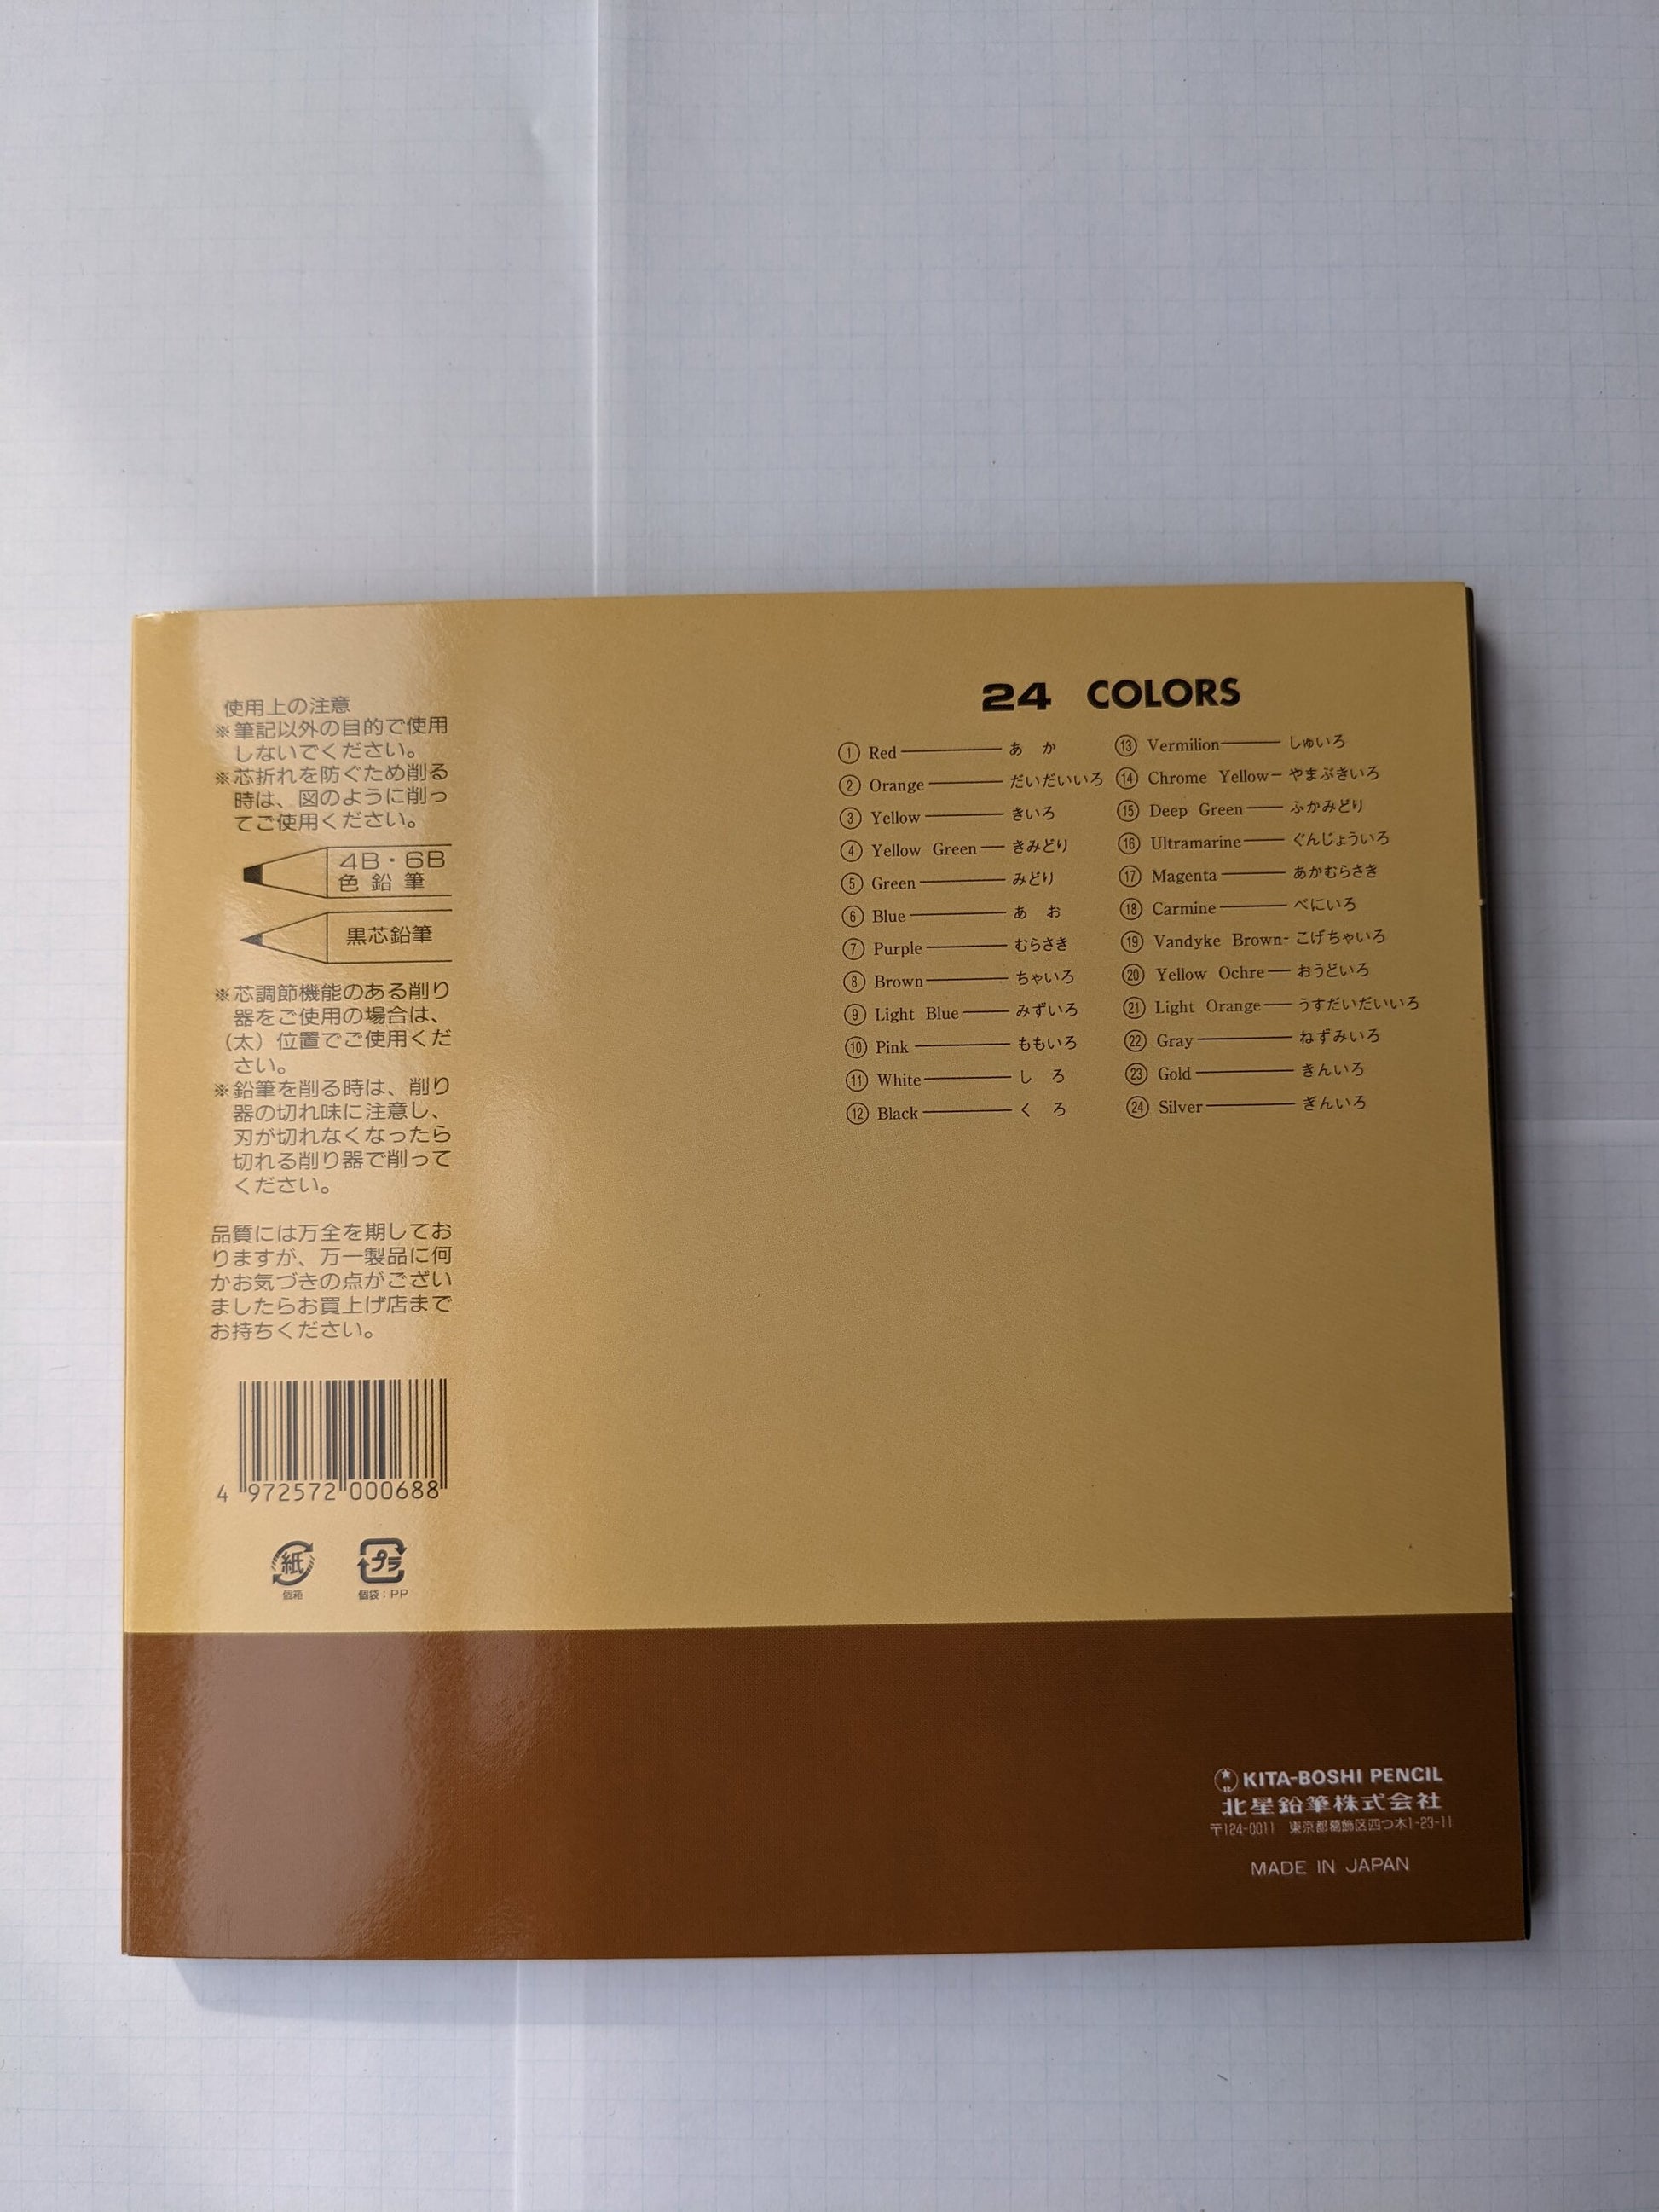 使用上の注意
※筆記以外の目的で使用
しないでください。
※芯折れを防ぐため削る
時は、図のように削っ
てご使用ください。
4B・6B
色鉛筆
黒芯鉛筆
※芯調節機能のある削り
器をご使用の場合は、
（太）位置でご使用くだ
さい。
※鉛筆を削る時は、削り
器の切れ味に注意し、
刃が切れなくなったら
切れる削り器で削って
ください。
品質には万全を期してお
りますが、万一製品に何
かお気づきの点がござい
ましたらお買上げ店まで
お持ちください。
4 972572 000688
紙
個箱
プラ
個袋：PP
24 COLORS
① Red あか
② Orange だいだいいろ
③ Yellow きいろ
④ Yellow Green きみどり
⑤ Green みどり
⑥ Blue あお
⑦ Purple むらさき
⑧ Brown ちゃいろ
⑨ Light Blue みずいろ
⑩ Pink ももいろ
⑪ White しろ
⑫ Black くろ
⑬ Vermilion しゅいろ
⑭ Chrome Yellow やまぶきいろ
⑮ Deep Green ふかみどり
⑯ Ultramarine ぐんじょういろ
⑰ Magenta あかむらさき
⑱ Carmine べにいろ
⑲ Vandyke Brown こげちゃいろ
⑳ Yellow Ochre おうどいろ
㉑ Light Orange うすだいだいいろ
㉒ Gray ねずみいろ
㉓ Gold きんいろ
㉔ Silver ぎんいろ
KITA-BOSHI PENCIL
北星鉛筆株式会社
〒124-0011 東京都葛飾区四つ木1-23-11
MADE IN JAPAN